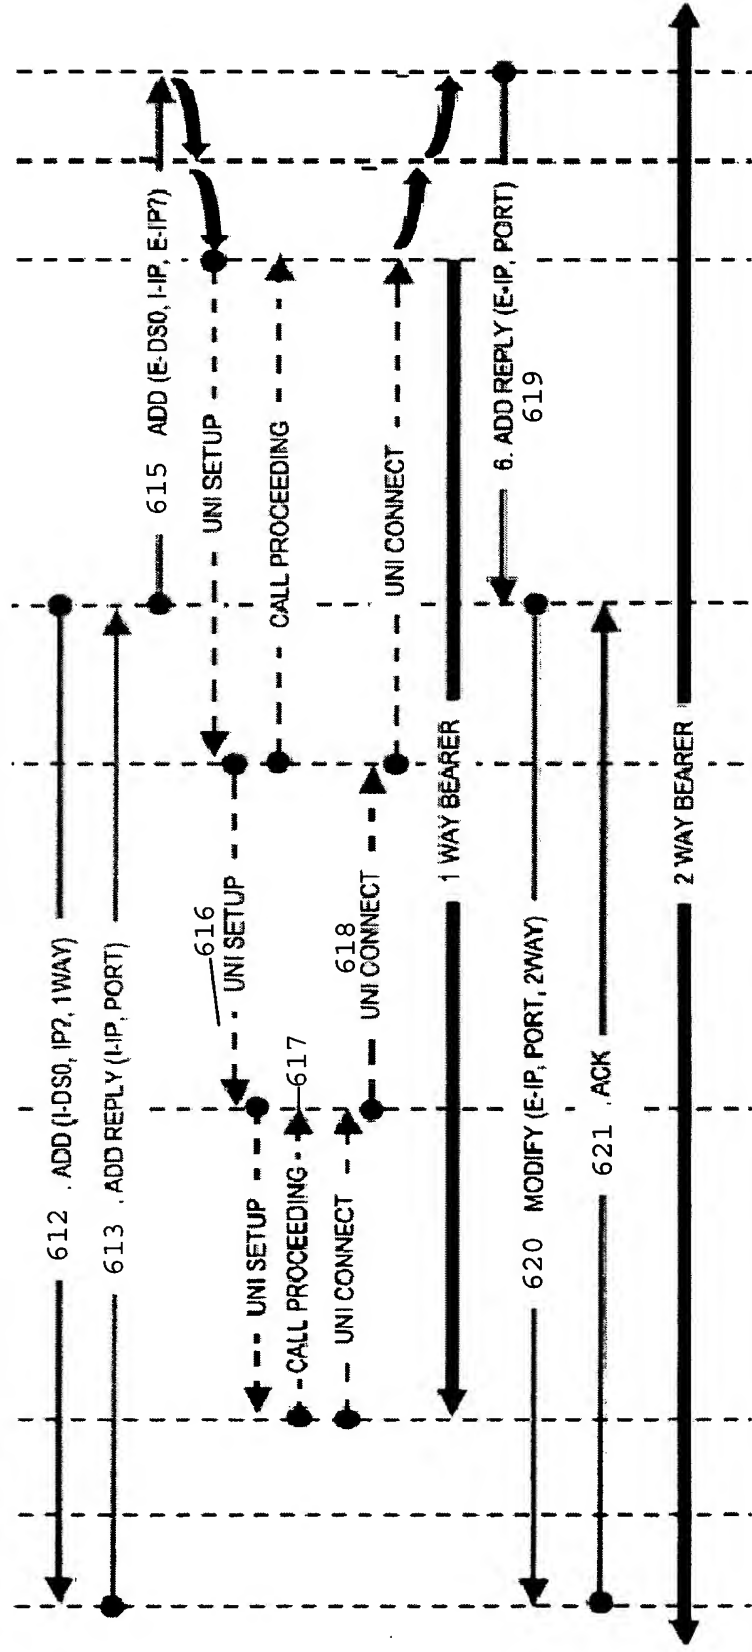 612 . ADD (I-DS0, IP?, 1WAY)
613 . ADD REPLY (I-IP, PORT)
615 ADD (E-DS0, I-IP, E-IP?)
UNI SETUP
616
UNI SETUP
UNI SETUP
CALL PROCEEDING
CALL PROCEEDING
617
UNI CONNECT
618
UNI CONNECT
UNI CONNECT
1 WAY BEARER
6. ADD REPLY (E-IP, PORT)
619
620 MODIFY (E-IP, PORT, 2WAY)
621 . ACK
2 WAY BEARER